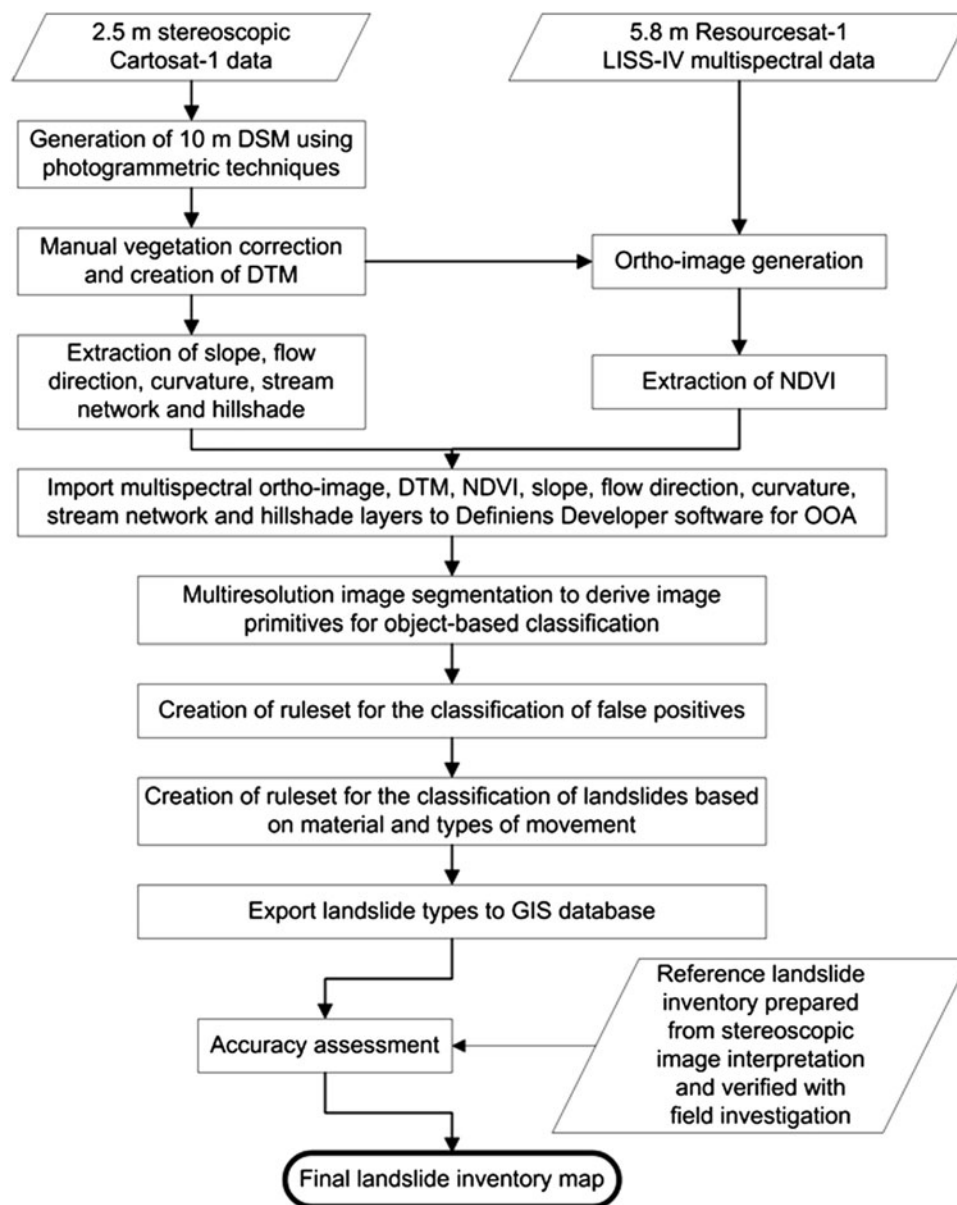 2.5 m stereoscopic
Cartosat-1 data
5.8 m Resourcesat-1
LISS-IV multispectral data
Generation of 10 m DSM using
photogrammetric techniques
Manual vegetation correction
and creation of DTM
Ortho-image generation
Extraction of slope, flow
direction, curvature, stream
network and hillshade
Extraction of NDVI
Import multispectral ortho-image, DTM, NDVI, slope, flow direction, curvature,
stream network and hillshade layers to Definiens Developer software for OOA
Multiresolution image segmentation to derive image
primitives for object-based classification
Creation of ruleset for the classification of false positives
Creation of ruleset for the classification of landslides based
on material and types of movement
Export landslide types to GIS database
Reference landslide
inventory prepared
from stereoscopic
image interpretation
and verified with
field investigation
Accuracy assessment
Final landslide inventory map